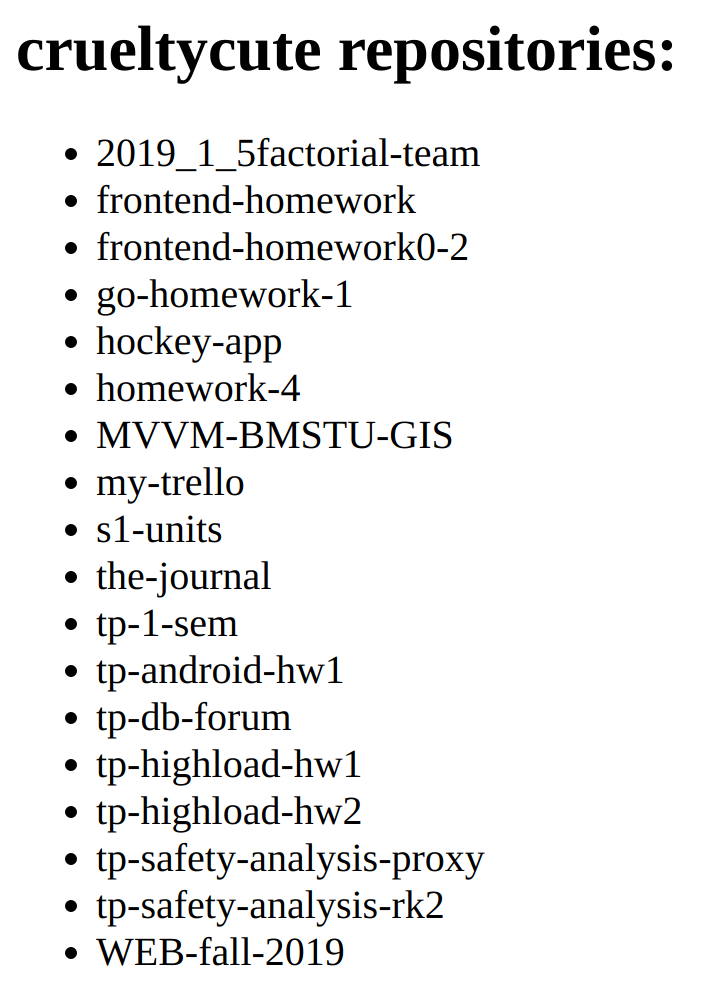 crueltycute repositories:
2019_1_5factorial-team
frontend-homework
frontend-homework0-2
go-homework-1
hockey-app
homework-4
MVVM-BMSTU-GIS
my-trello
s1-units
the-journal
tp-1-sem
tp-android-hw1
tp-db-forum
tp-highload-hw1
tp-highload-hw2
tp-safety-analysis-proxy
tp-safety-analysis-rk2
WEB-fall-2019